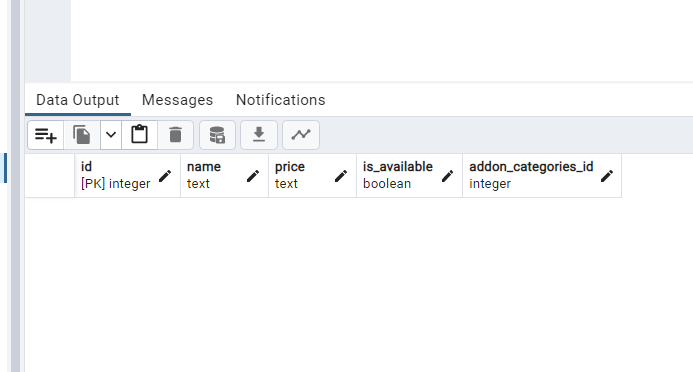 Data Output Messages Notifications
id name price is_available addon_categories_id
[PK] integer text text boolean integer